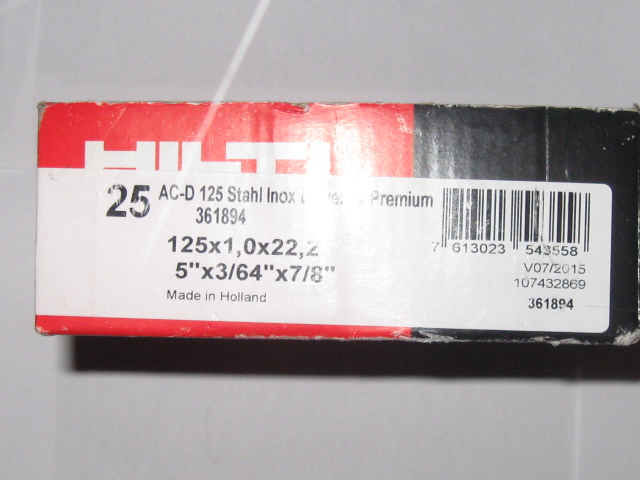 HILTI
25 AC-D 125 Stahl Inox Premium
361894
125x1,0x22,2
5"x3/64"x7/8"
Made in Holland
7 613023 543558
V07/2015
107432869
361894